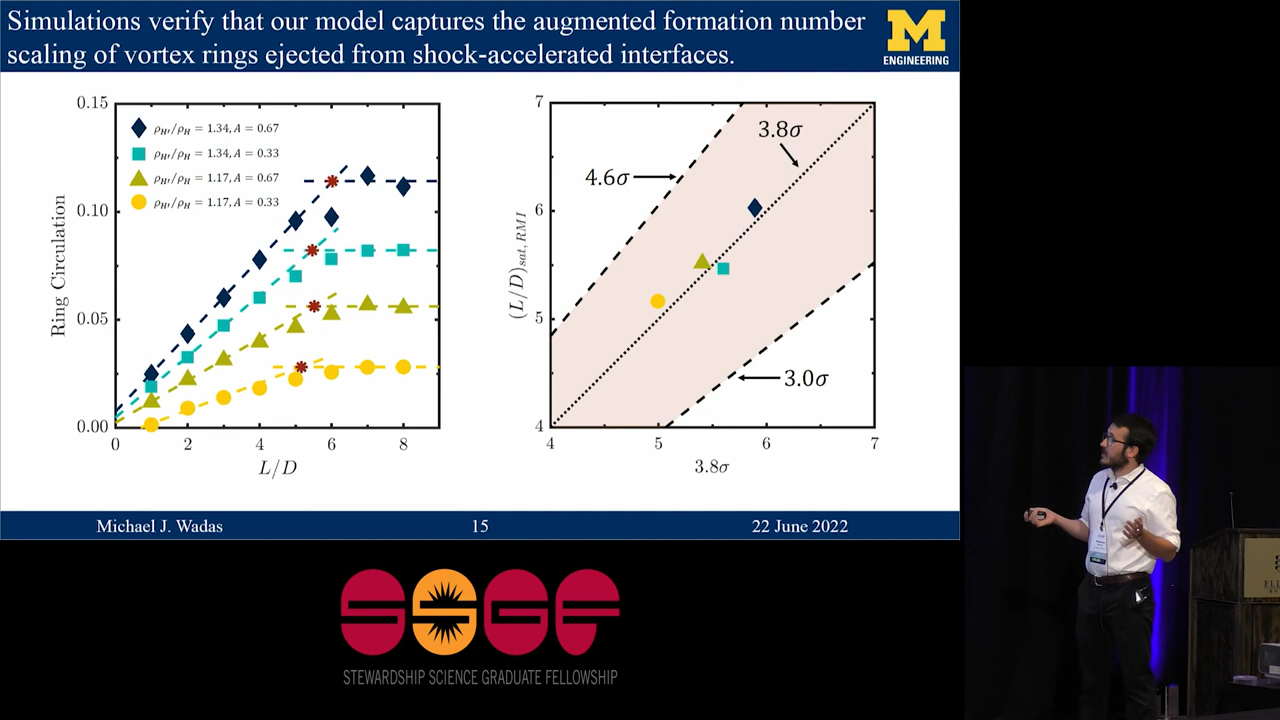 Simulations verify that our model captures the augmented formation number
scaling of vortex rings ejected from shock-accelerated interfaces.
M
ENGINEERING
0.15
0.10
0.05
0.00
Ring Circulation
ρH′/ρH = 1.34, A = 0.67
ρH′/ρH = 1.34, A = 0.33
ρH′/ρH = 1.17, A = 0.67
ρH′/ρH = 1.17, A = 0.33
0 2 4 6 8
L/D
7
6
5
4
(L/D)sat,RMI
4.6σ
3.8σ
3.0σ
4 5 6 7
3.8σ
Michael J. Wadas 15 22 June 2022
SSGF
STEWARDSHIP SCIENCE GRADUATE FELLOWSHIP